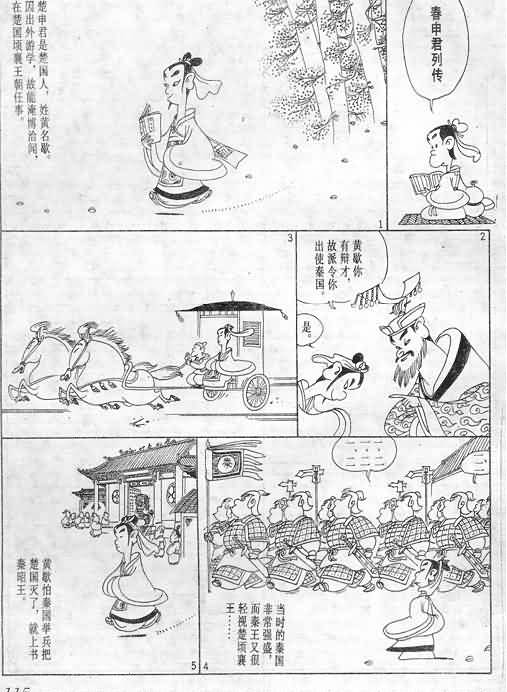 春申君列传
楚申君是楚国人，姓黄名歇。
因出外游学，故能淹博洽闻，
在楚国顷襄王朝任事。
1
2
黄歇你
有辩才，
故派令你
出使秦国。
是。
3
当时的秦国
非常强盛，
而秦王又很
轻视楚顷襄
王……
4
黄歇怕秦国举兵把
楚国灭了，就上书
秦昭王。
5